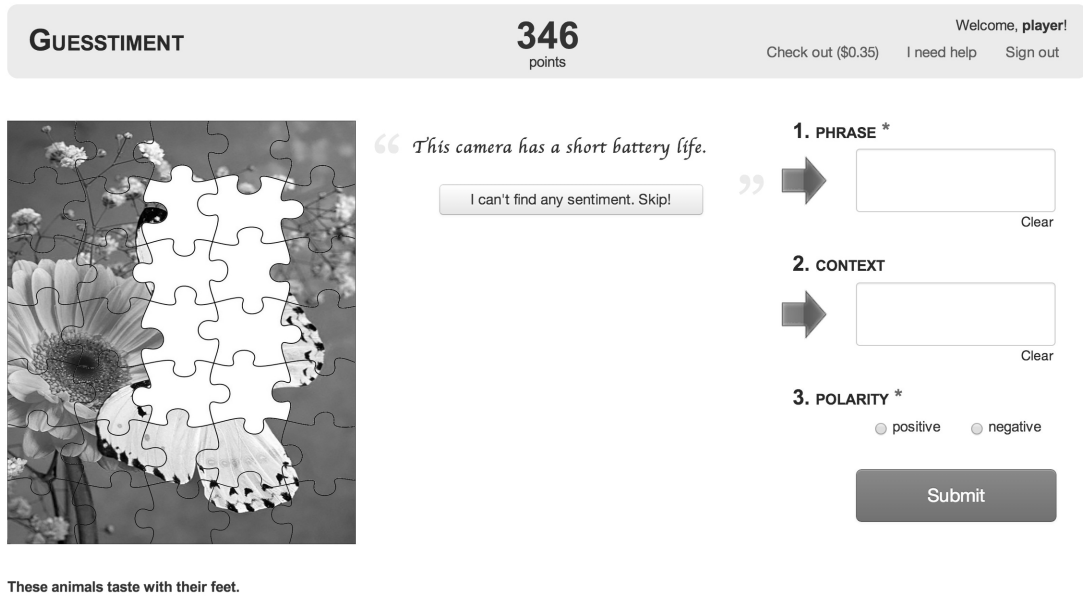 GUESSTIMENT
346
points
Welcome, player!
Check out ($0.35) I need help Sign out
“ This camera has a short battery life. ”
I can't find any sentiment. Skip!
1. PHRASE *
Clear
2. CONTEXT
Clear
3. POLARITY *
positive negative
Submit
These animals taste with their feet.